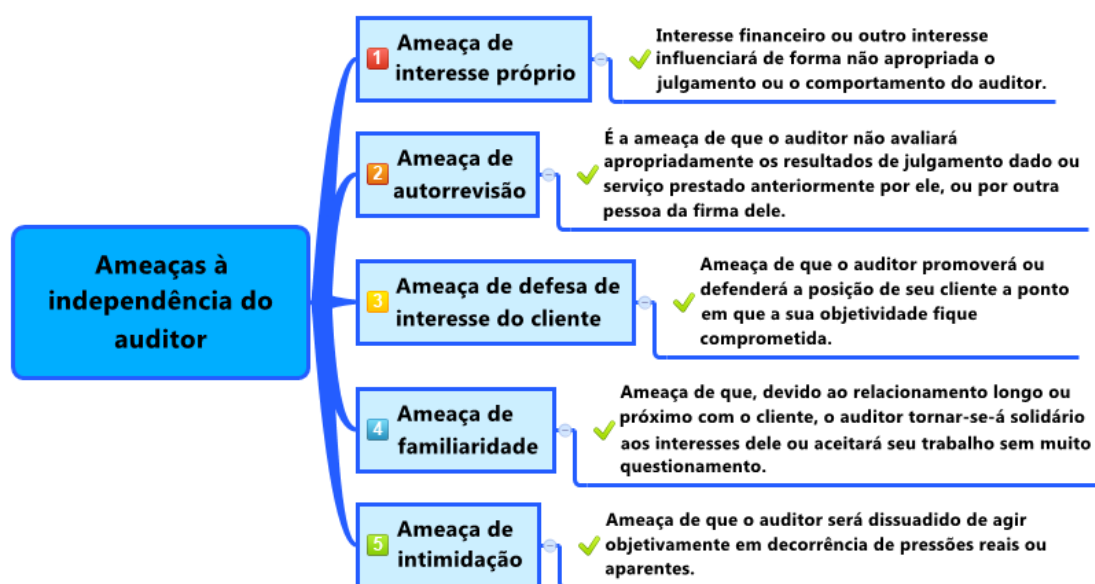 Ameaças à
independência do
auditor
1
Ameaça de
interesse próprio
Interesse financeiro ou outro interesse
influenciará de forma não apropriada o
julgamento ou o comportamento do auditor.
2
Ameaça de
autorrevisão
É a ameaça de que o auditor não avaliará
apropriadamente os resultados de julgamento dado ou
serviço prestado anteriormente por ele, ou por outra
pessoa da firma dele.
3
Ameaça de defesa de
interesse do cliente
Ameaça de que o auditor promoverá ou
defenderá a posição de seu cliente a ponto
em que a sua objetividade fique
comprometida.
4
Ameaça de
familiaridade
Ameaça de que, devido ao relacionamento longo ou
próximo com o cliente, o auditor tornar-se-á solidário
aos interesses dele ou aceitará seu trabalho sem muito
questionamento.
5
Ameaça de
intimidação
Ameaça de que o auditor será dissuadido de agir
objetivamente em decorrência de pressões reais ou
aparentes.